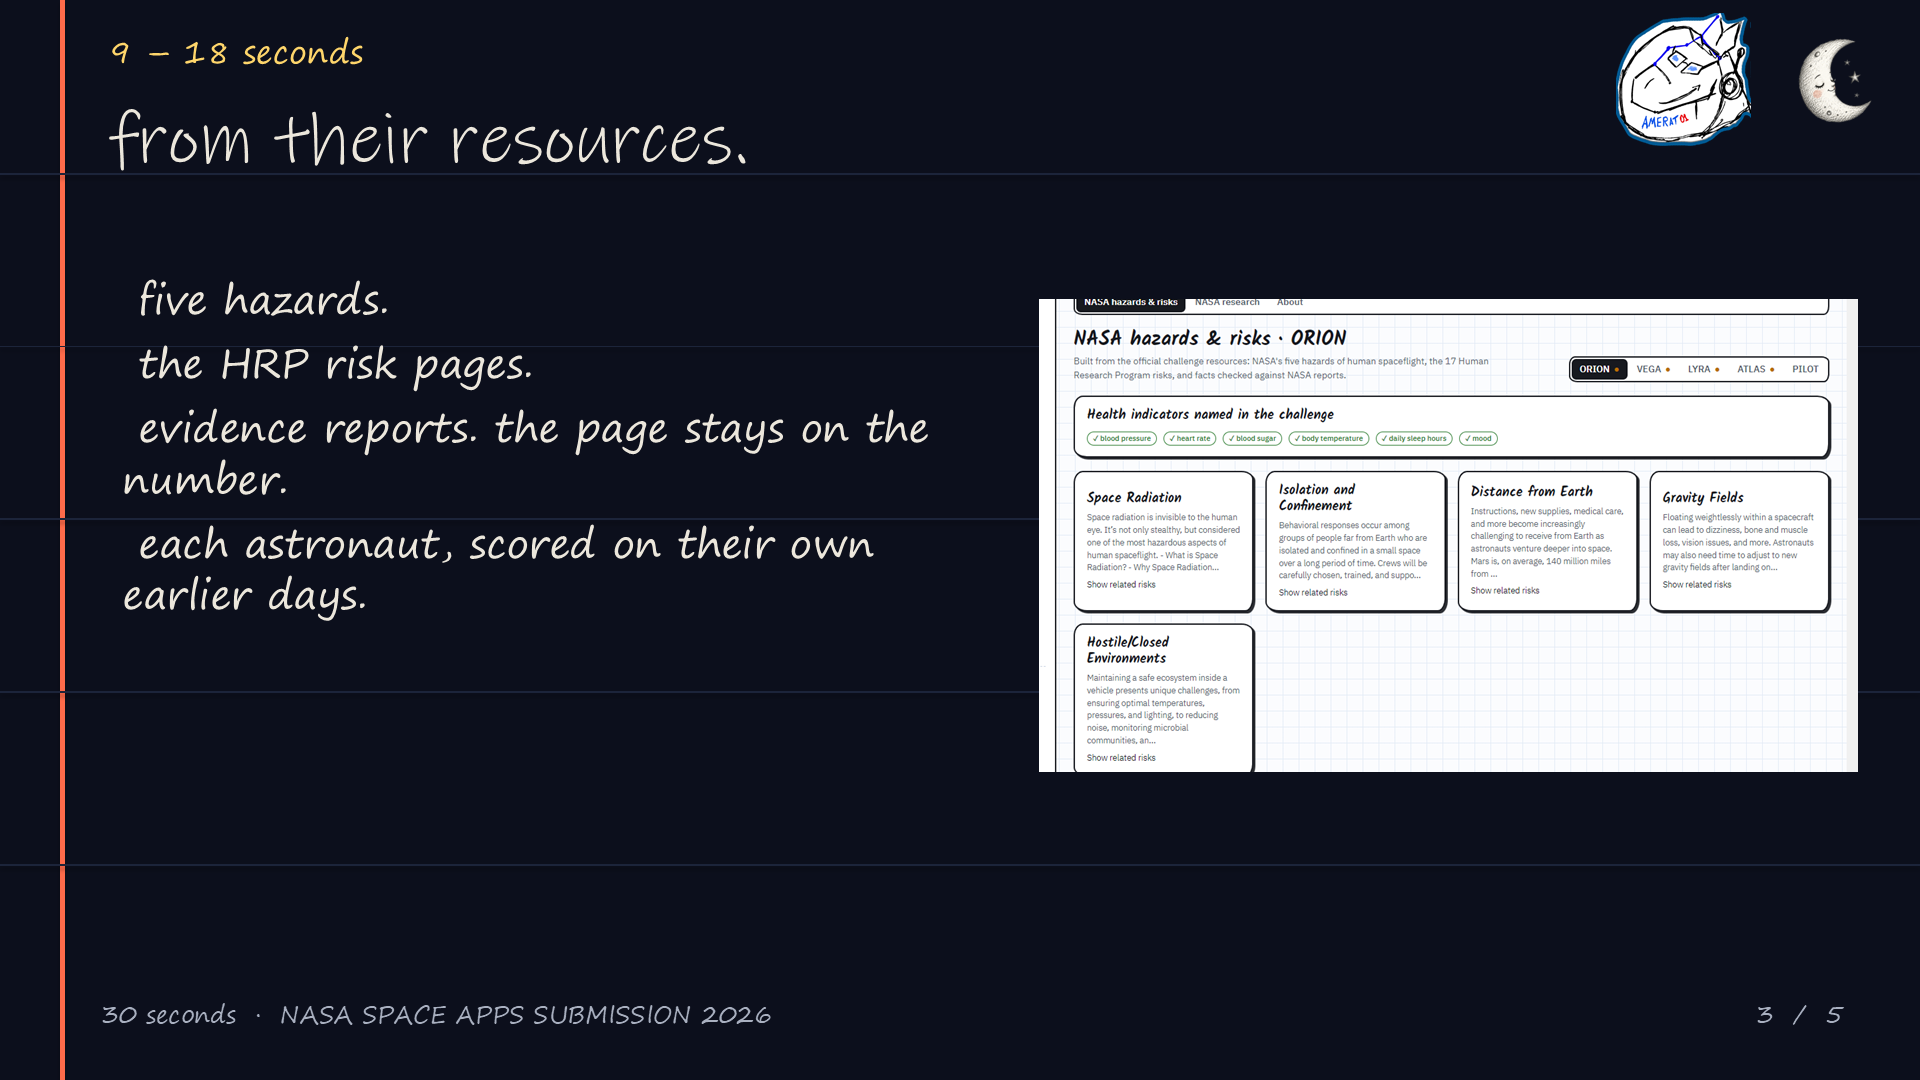 9 – 18 seconds
from their resources.
AMERAT01
five hazards.
the HRP risk pages.
evidence reports. the page stays on the
number.
each astronaut, scored on their own
earlier days.
NASA hazards & risks NASA research About
NASA hazards & risks · ORION
Built from the official challenge resources: NASA's five hazards of human spaceflight, the 17 Human
Research Program risks, and facts checked against NASA reports.
ORION • VEGA • LYRA • ATLAS • PILOT
Health indicators named in the challenge
✓ blood pressure ✓ heart rate ✓ blood sugar ✓ body temperature ✓ daily sleep hours ✓ mood
Space Radiation
Space radiation is invisible to the human
eye. It's not only stealthy, but considered
one of the most hazardous aspects of
human spaceflight. - What is Space
Radiation? - Why Space Radiation...
Show related risks
Isolation and
Confinement
Behavioral responses occur among
groups of people far from Earth who are
isolated and confined in a small space
over a long period of time. Crews will be
carefully chosen, trained, and suppo...
Show related risks
Distance from Earth
Instructions, new supplies, medical care,
and more become increasingly
challenging to receive from Earth as
astronauts venture deeper into space.
Mars is, on average, 140 million miles
from ...
Show related risks
Gravity Fields
Floating weightlessly within a spacecraft
can lead to dizziness, bone and muscle
loss, vision issues, and more. Astronauts
may also need time to adjust to new
gravity fields after landing on...
Show related risks
Hostile/Closed
Environments
Maintaining a safe ecosystem inside a
vehicle presents unique challenges, from
ensuring optimal temperatures,
pressures, and lighting, to reducing
noise, monitoring microbial
communities, an...
Show related risks
30 seconds · NASA SPACE APPS SUBMISSION 2026
3 / 5